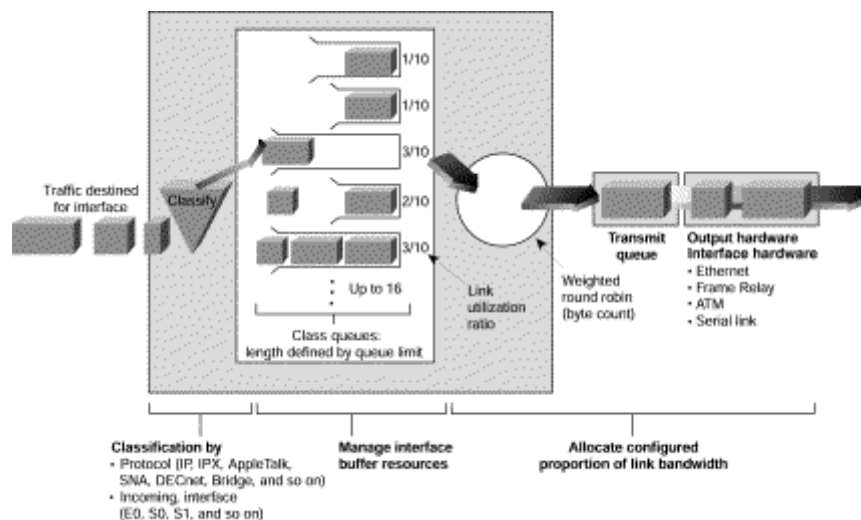 1/10
1/10
3/10
2/10
3/10
Traffic destined
for interface
Classify
Up to 16
Class queues:
length defined by queue limit
Link
utilization
ratio
Weighted
round robin
(byte count)
Transmit
queue
Output hardware
Interface hardware
• Ethernet
• Frame Relay
• ATM
• Serial link
Classification by
• Protocol (IP, IPX, AppleTalk,
SNA, DECnet, Bridge, and so on)
• Incoming, interface
(E0, S0, S1, and so on)
Manage interface
buffer resources
Allocate configured
proportion of link bandwidth